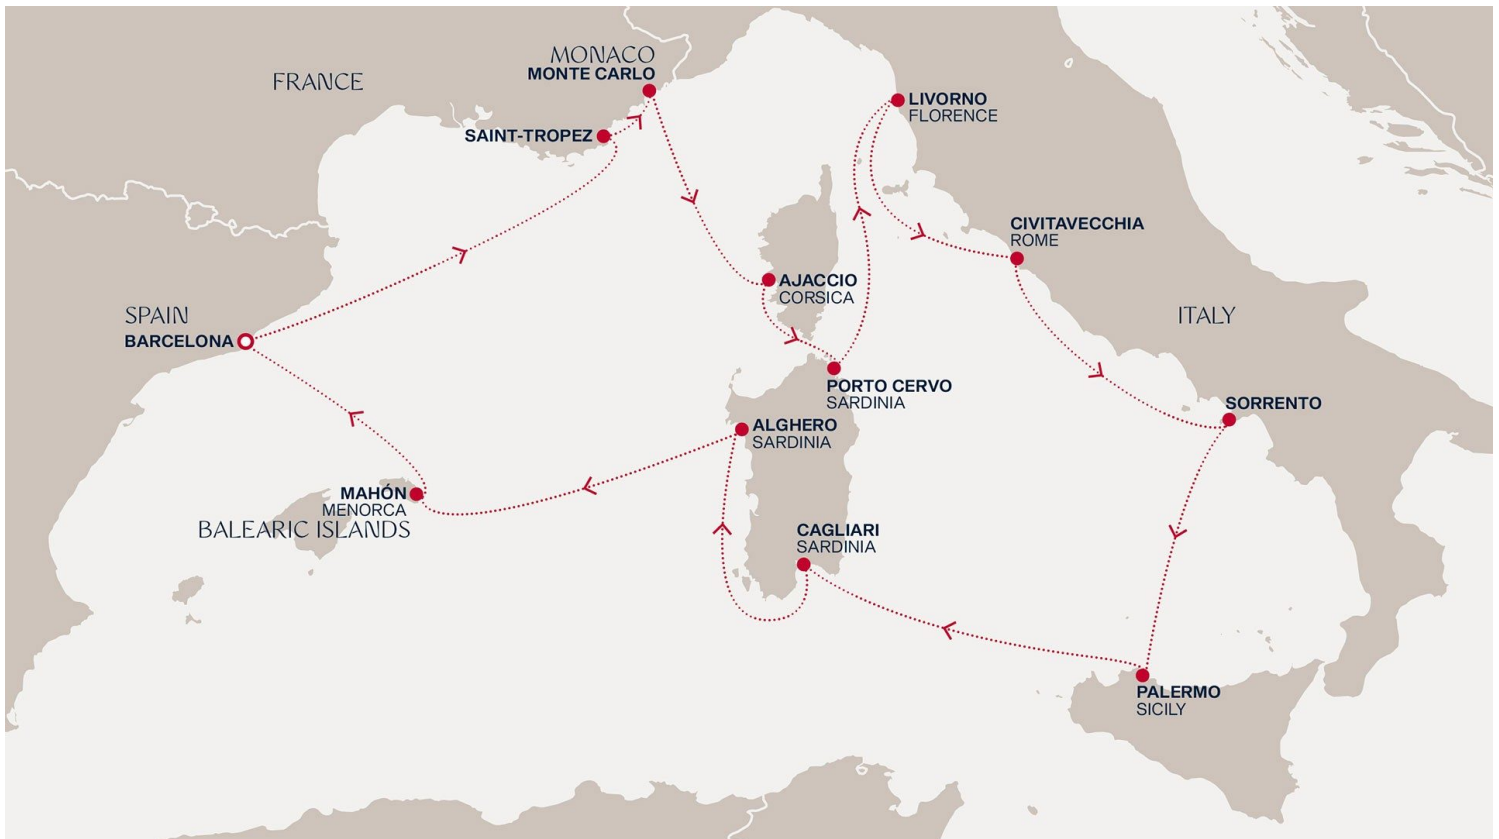 MONACO
MONTE CARLO
FRANCE
LIVORNO
FLORENCE
SAINT-TROPEZ
CIVITAVECCHIA
ROME
AJACCIO
CORSICA
SPAIN
BARCELONA
ITALY
PORTO CERVO
SARDINIA
SORRENTO
ALGHERO
SARDINIA
MAHÓN
MENORCA
BALEARIC ISLANDS
CAGLIARI
SARDINIA
PALERMO
SICILY